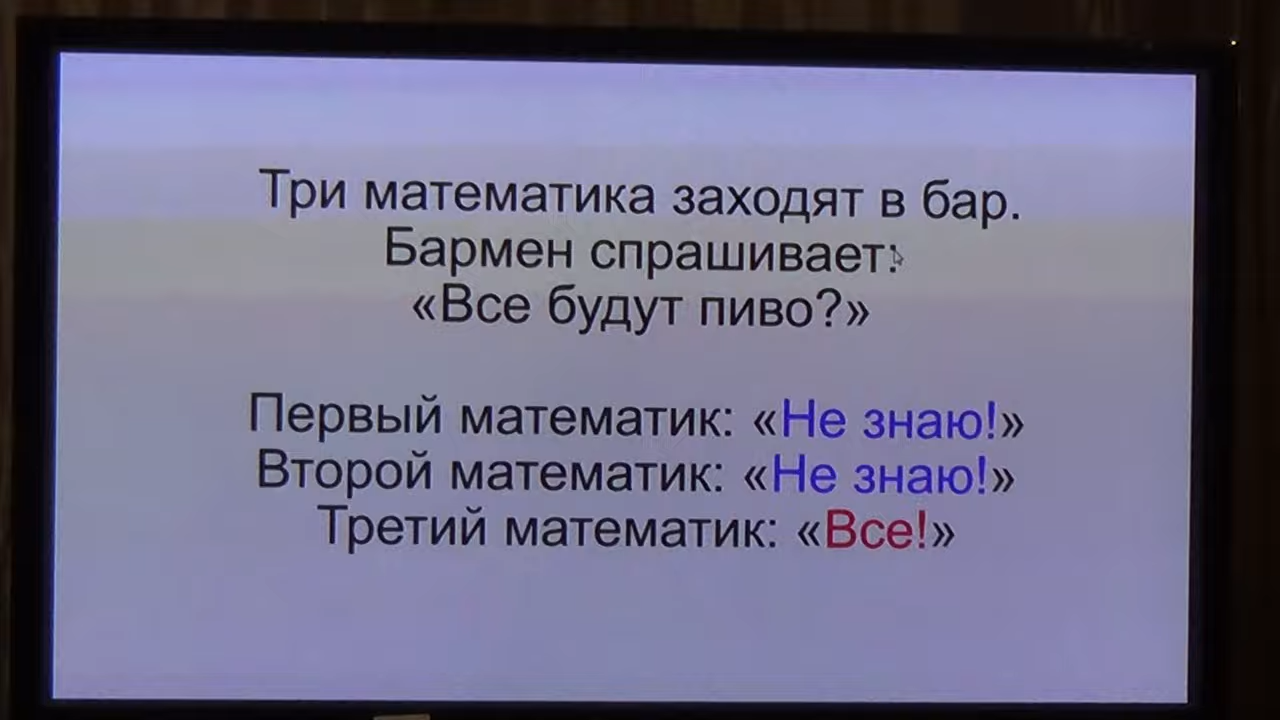 Три математика заходят в бар.
Бармен спрашивает:
«Все будут пиво?»
Первый математик: «Не знаю!»
Второй математик: «Не знаю!»
Третий математик: «Все!»